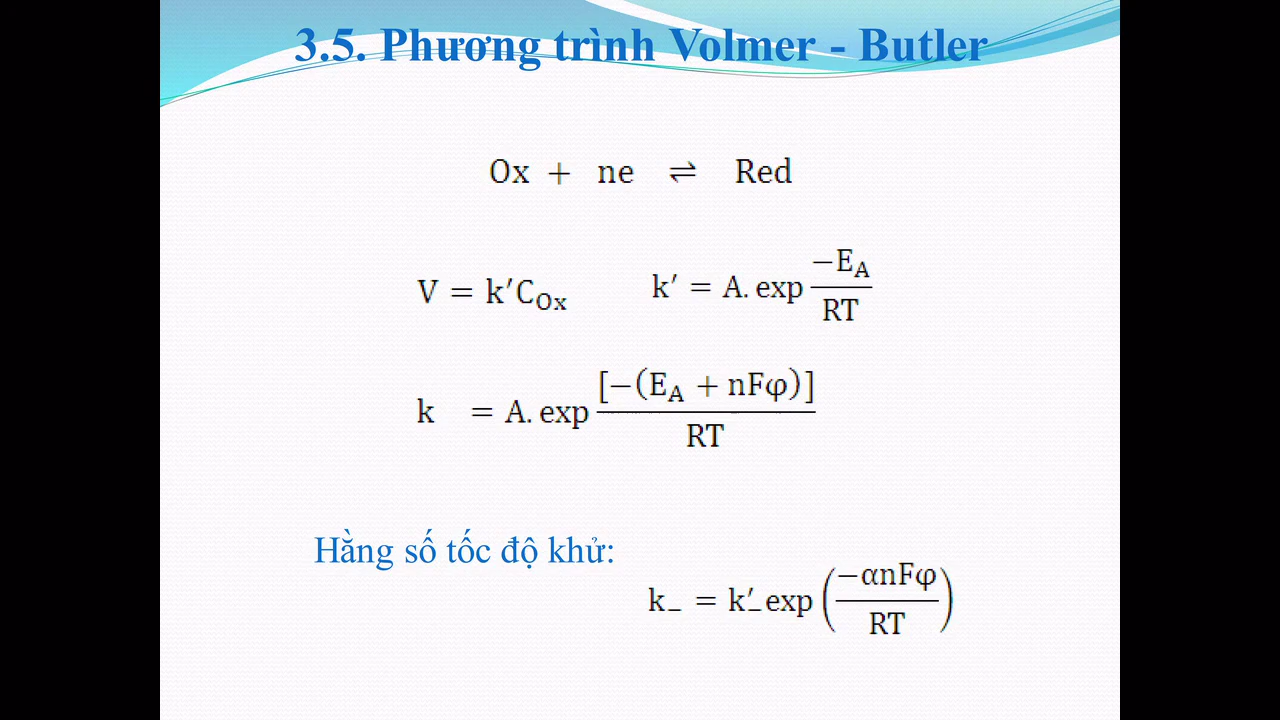 3.5. Phương trình Volmer - Butler
Ox + ne ⇌ Red
V = k′C_Ox    k′ = A. exp −E_A / RT
k = A. exp [−(E_A + nFφ)] / RT
Hằng số tốc độ khử:
k₋ = k′₋exp(−αnFφ / RT)